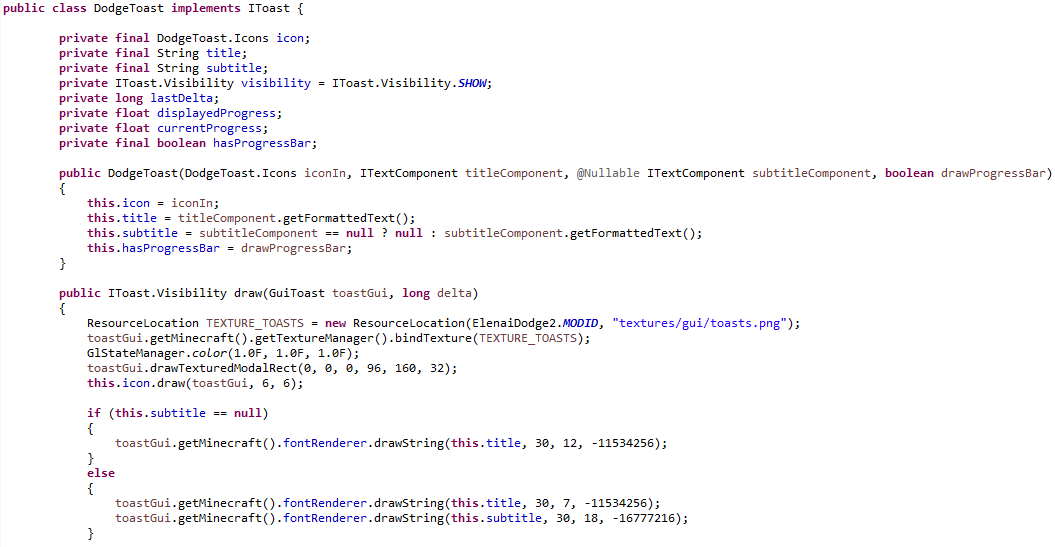 public class DodgeToast implements IToast {
private final DodgeToast.Icons icon;
private final String title;
private final String subtitle;
private IToast.Visibility visibility = IToast.Visibility.SHOW;
private long lastDelta;
private float displayedProgress;
private float currentProgress;
private final boolean hasProgressBar;
public DodgeToast(DodgeToast.Icons iconIn, ITextComponent titleComponent, @Nullable ITextComponent subtitleComponent, boolean drawProgressBar)
{
this.icon = iconIn;
this.title = titleComponent.getFormattedText();
this.subtitle = subtitleComponent == null ? null : subtitleComponent.getFormattedText();
this.hasProgressBar = drawProgressBar;
}
public IToast.Visibility draw(GuiToast toastGui, long delta)
{
ResourceLocation TEXTURE_TOASTS = new ResourceLocation(ElenaiDodge2.MODID, "textures/gui/toasts.png");
toastGui.getMinecraft().getTextureManager().bindTexture(TEXTURE_TOASTS);
GlStateManager.color(1.0F, 1.0F, 1.0F);
toastGui.drawTexturedModalRect(0, 0, 0, 96, 160, 32);
this.icon.draw(toastGui, 6, 6);
if (this.subtitle == null)
{
toastGui.getMinecraft().fontRenderer.drawString(this.title, 30, 12, -11534256);
}
else
{
toastGui.getMinecraft().fontRenderer.drawString(this.title, 30, 7, -11534256);
toastGui.getMinecraft().fontRenderer.drawString(this.subtitle, 30, 18, -16777216);
}